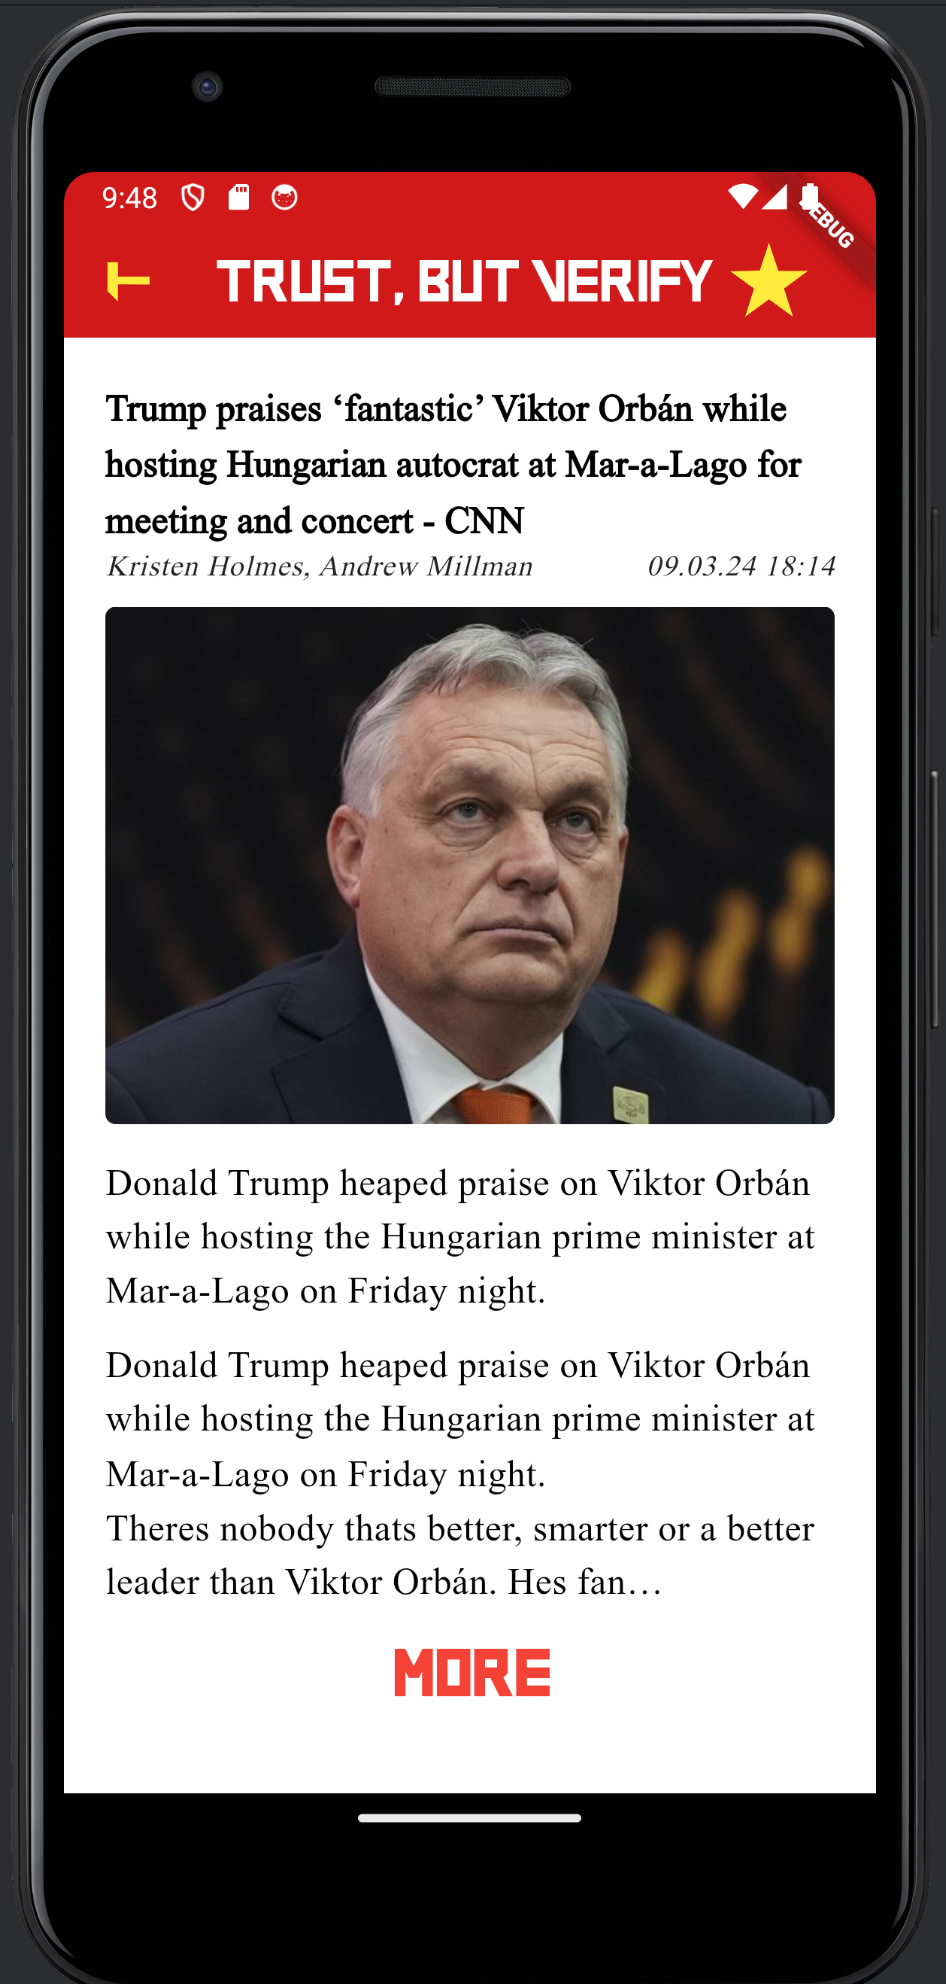 9:48
DEBUG
TRUST, BUT VERIFY
Trump praises ‘fantastic’ Viktor Orbán while
hosting Hungarian autocrat at Mar-a-Lago for
meeting and concert - CNN
Kristen Holmes, Andrew Millman 09.03.24 18:14
Donald Trump heaped praise on Viktor Orbán
while hosting the Hungarian prime minister at
Mar-a-Lago on Friday night.
Donald Trump heaped praise on Viktor Orbán
while hosting the Hungarian prime minister at
Mar-a-Lago on Friday night.
Theres nobody thats better, smarter or a better
leader than Viktor Orbán. Hes fan…
MORE